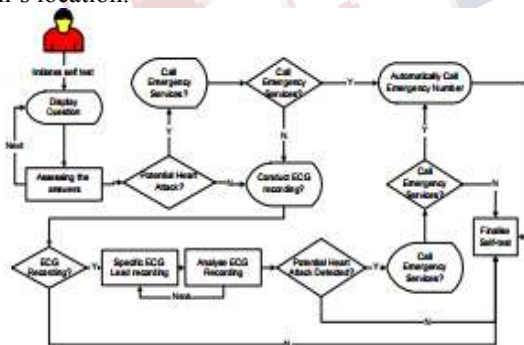 r's location.
Initiates self test
Display
Question
Next
Assessing the
answers
Potential Heart
Attack?
Y
N
Call
Emergency
Services?
Call
Emergency
Services?
Y
N
Automatically Call
Emergency Number
Conduct ECG
recording?
Y
Call
Emergency
Services?
N
Finalise
Self-test
ECG
Recording?
Y
Specific ECG
Lead recording
Analyse ECG
Recording
Next
Potential Heart
Attack Detected?
Y
Call
Emergency
Services?
N
N